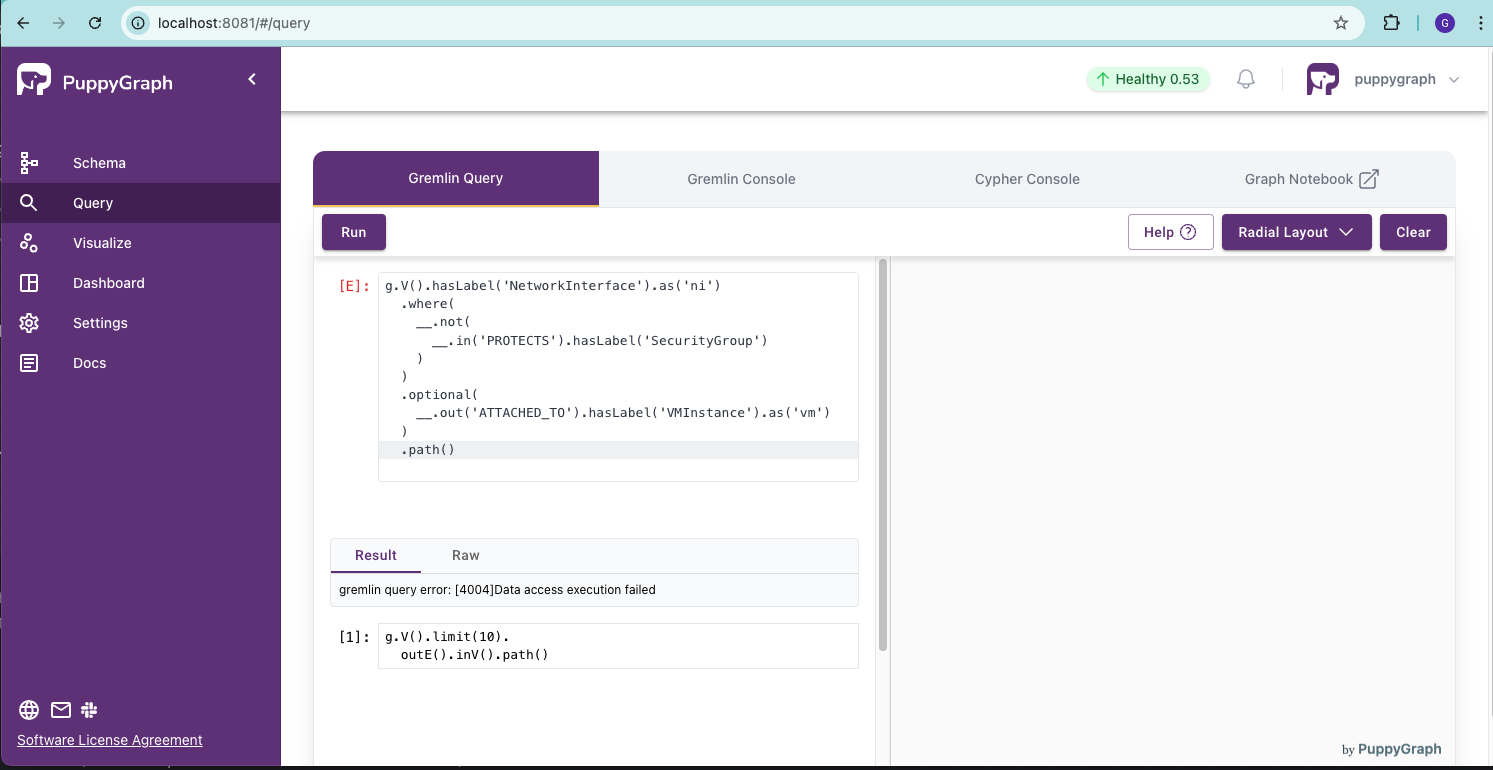 localhost:8081/#/query
G
PuppyGraph
Healthy 0.53
puppygraph
Schema
Query
Visualize
Dashboard
Settings
Docs
Gremlin Query
Gremlin Console
Cypher Console
Graph Notebook
Run
Help
Radial Layout
Clear
[E]:
g.V().hasLabel('NetworkInterface').as('ni')
  .where(
    __.not(
      __.in('PROTECTS').hasLabel('SecurityGroup')
    )
  )
  .optional(
    __.out('ATTACHED_TO').hasLabel('VMInstance').as('vm')
  )
  .path()
Result
Raw
gremlin query error: [4004]Data access execution failed
[1]:
g.V().limit(10).
  outE().inV().path()
Software License Agreement
by PuppyGraph